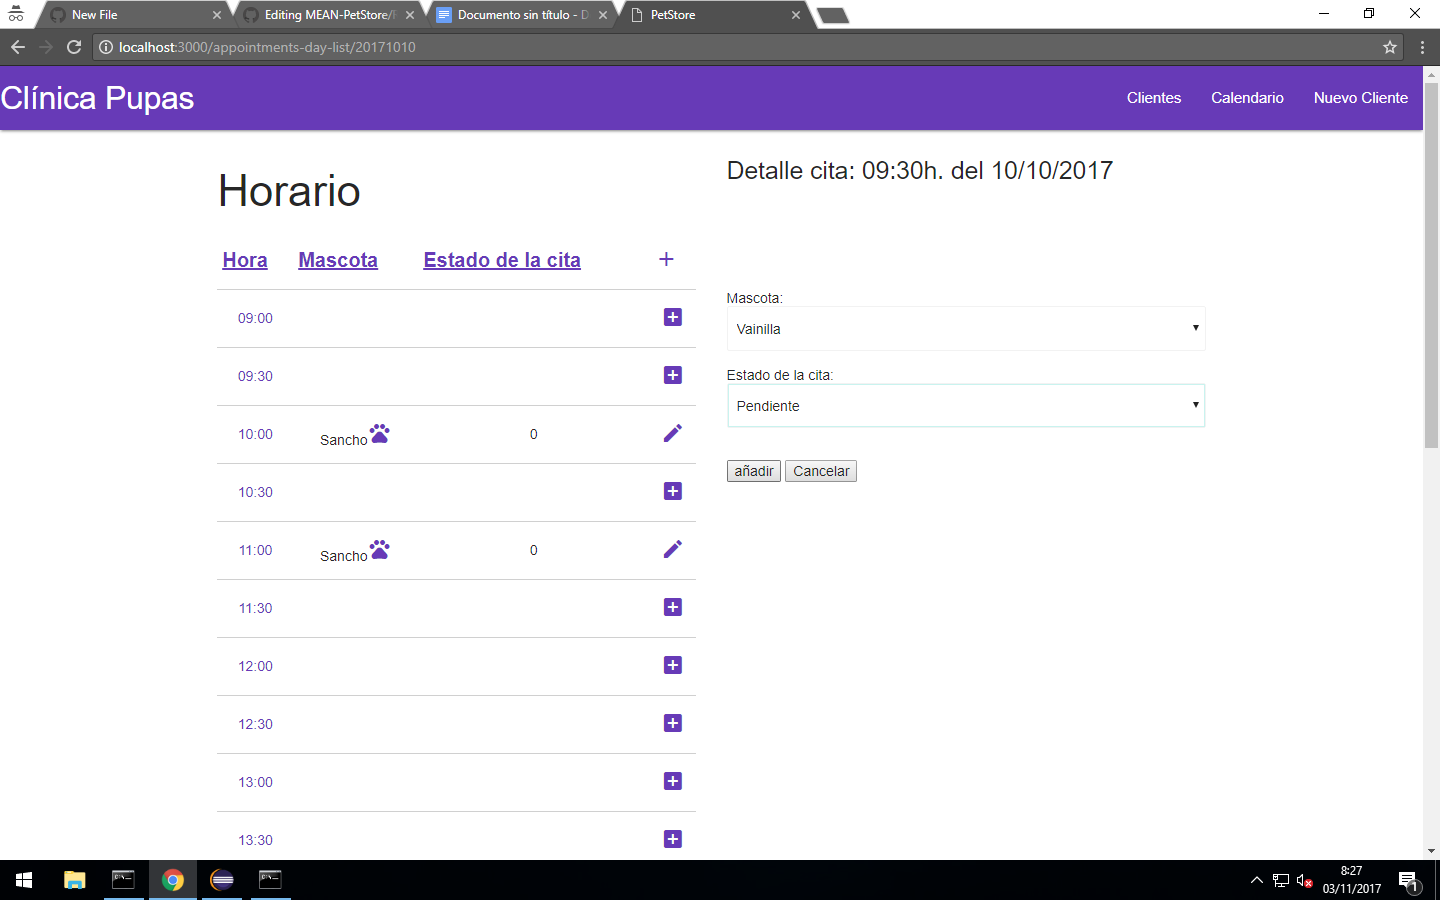 New File
Editing MEAN-PetStore/
Documento sin título - D
PetStore
localhost:3000/appointments-day-list/20171010
Clínica Pupas
Clientes
Calendario
Nuevo Cliente
Horario
Hora Mascota Estado de la cita +
09:00
09:30
10:00 Sancho 0
10:30
11:00 Sancho 0
11:30
12:00
12:30
13:00
13:30
Detalle cita: 09:30h. del 10/10/2017
Mascota:
Vainilla
Estado de la cita:
Pendiente
añadir Cancelar
8:27
03/11/2017
1